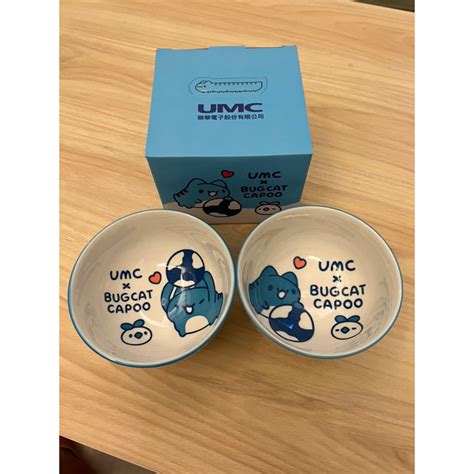 UMC
聯華電子股份有限公司
UMC
×
BUGCAT
CAPOO
UMC
×
BUGCAT
CAPOO
UMC
×
BUGCAT
CAPOO